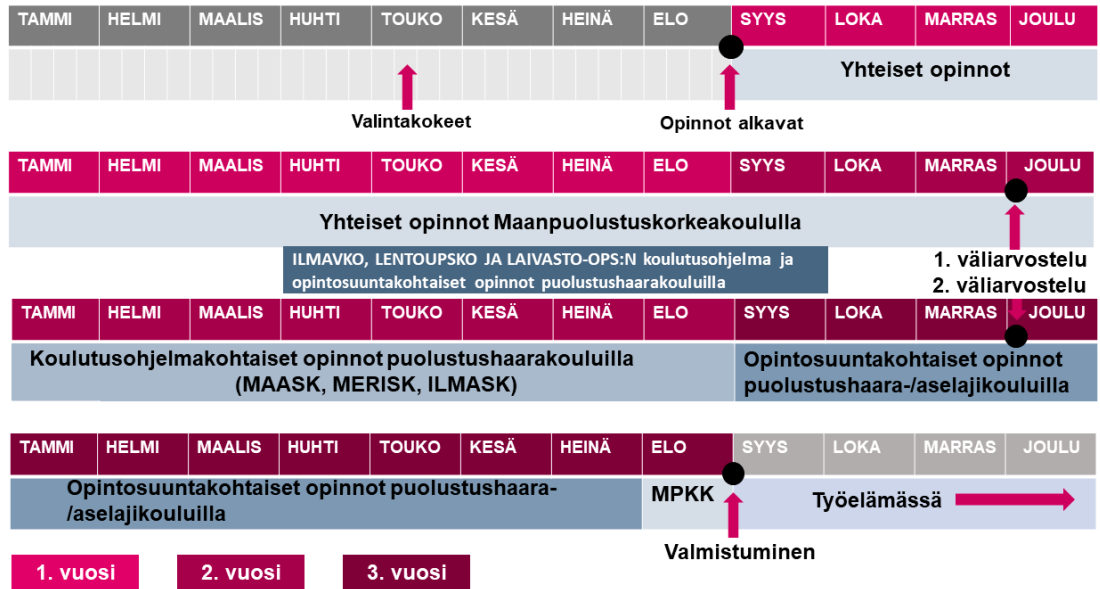 TAMMI HELMI MAALIS HUHTI TOUKO KESÄ HEINÄ ELO SYYS LOKA MARRAS JOULU
Yhteiset opinnot
Valintakokeet
Opinnot alkavat
TAMMI HELMI MAALIS HUHTI TOUKO KESÄ HEINÄ ELO SYYS LOKA MARRAS JOULU
Yhteiset opinnot Maanpuolustuskorkeakoululla
ILMAVKO, LENTOUPSKO JA LAIVASTO-OPS:N koulutusohjelma ja
opintosuuntakohtaiset opinnot puolustushaarakouluilla
1. väliarvostelu
2. väliarvostelu
TAMMI HELMI MAALIS HUHTI TOUKO KESÄ HEINÄ ELO SYYS LOKA MARRAS JOULU
Koulutusohjelmakohtaiset opinnot puolustushaarakouluilla
(MAASK, MERISK, ILMASK)
Opintosuuntakohtaiset opinnot
puolustushaara-/aselajikouluilla
TAMMI HELMI MAALIS HUHTI TOUKO KESÄ HEINÄ ELO SYYS LOKA MARRAS JOULU
Opintosuuntakohtaiset opinnot puolustushaara-
/aselajikouluilla
MPKK
Työelämässä
Valmistuminen
1. vuosi
2. vuosi
3. vuosi